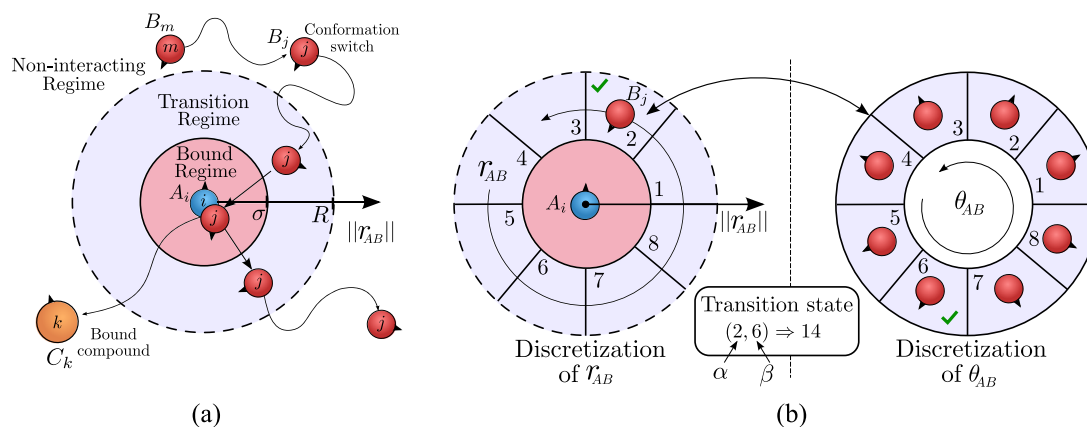 B_m
m
B_j
j
Conformation
switch
Non-interacting
Regime
Transition
Regime
j
Bound
Regime
A_i
i
j
σ
R
||r_AB||
j
j
k
C_k
Bound
compound
(a)
B_j
3
2
4
r_AB
1
A_i
||r_AB||
5
8
6
7
Discretization
of r_AB
Transition state
(2, 6) ⇒ 14
α
β
3
2
4
1
θ_AB
5
8
6
7
Discretization
of θ_AB
(b)